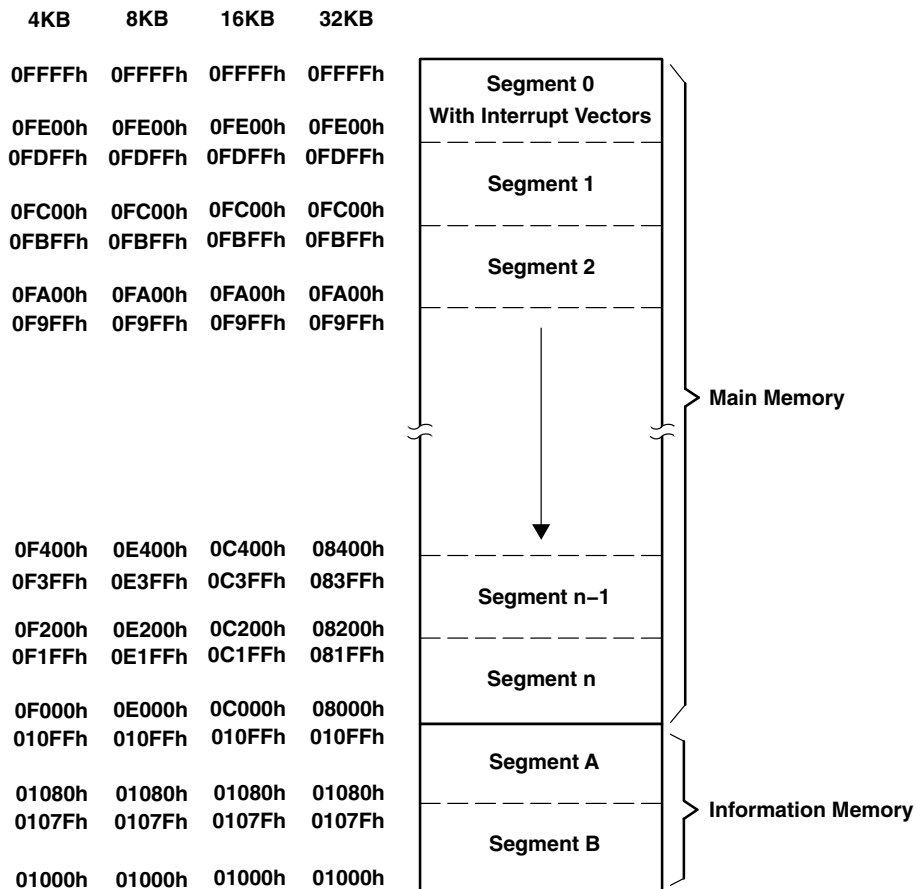 4KB 8KB 16KB 32KB
0FFFFh 0FFFFh 0FFFFh 0FFFFh
Segment 0
With Interrupt Vectors
0FE00h 0FE00h 0FE00h 0FE00h
0FDFFh 0FDFFh 0FDFFh 0FDFFh
Segment 1
0FC00h 0FC00h 0FC00h 0FC00h
0FBFFh 0FBFFh 0FBFFh 0FBFFh
Segment 2
0FA00h 0FA00h 0FA00h 0FA00h
0F9FFh 0F9FFh 0F9FFh 0F9FFh
Main Memory
0F400h 0E400h 0C400h 08400h
0F3FFh 0E3FFh 0C3FFh 083FFh
Segment n−1
0F200h 0E200h 0C200h 08200h
0F1FFh 0E1FFh 0C1FFh 081FFh
Segment n
0F000h 0E000h 0C000h 08000h
010FFh 010FFh 010FFh 010FFh
Segment A
01080h 01080h 01080h 01080h
0107Fh 0107Fh 0107Fh 0107Fh
Information Memory
Segment B
01000h 01000h 01000h 01000h